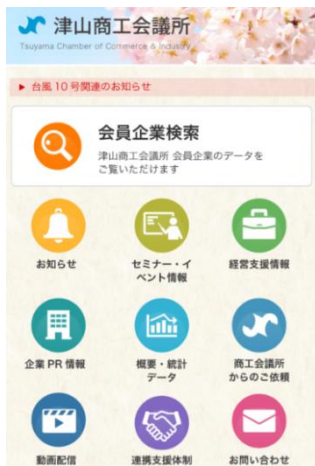 津山商工会議所
Tsuyama Chamber of Commerce & Industry
▶ 台風10号関連のお知らせ
会員企業検索
津山商工会議所 会員企業のデータを
ご覧いただけます
お知らせ
セミナー・イ
ベント情報
経営支援情報
企業PR情報
概要・統計
データ
商工会議所
からのご依頼
動画配信
連携支援体制
お問い合わせ